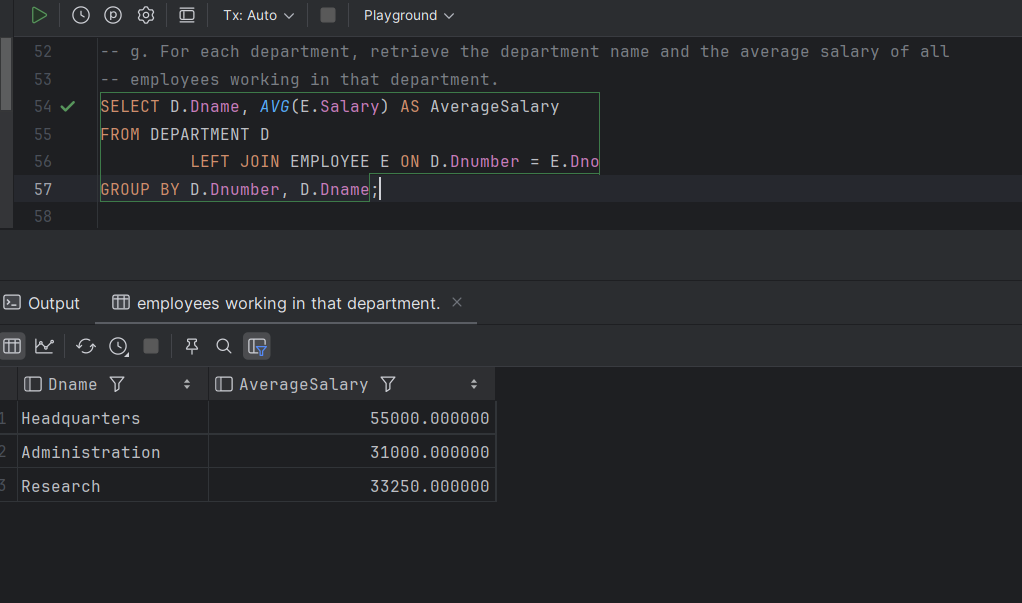 Tx: Auto Playground
52 -- g. For each department, retrieve the department name and the average salary of all
53 -- employees working in that department.
54 SELECT D.Dname, AVG(E.Salary) AS AverageSalary
55 FROM DEPARTMENT D
56 LEFT JOIN EMPLOYEE E ON D.Dnumber = E.Dno
57 GROUP BY D.Dnumber, D.Dname;
58
Output employees working in that department.
Dname AverageSalary
1 Headquarters 55000.000000
2 Administration 31000.000000
3 Research 33250.000000